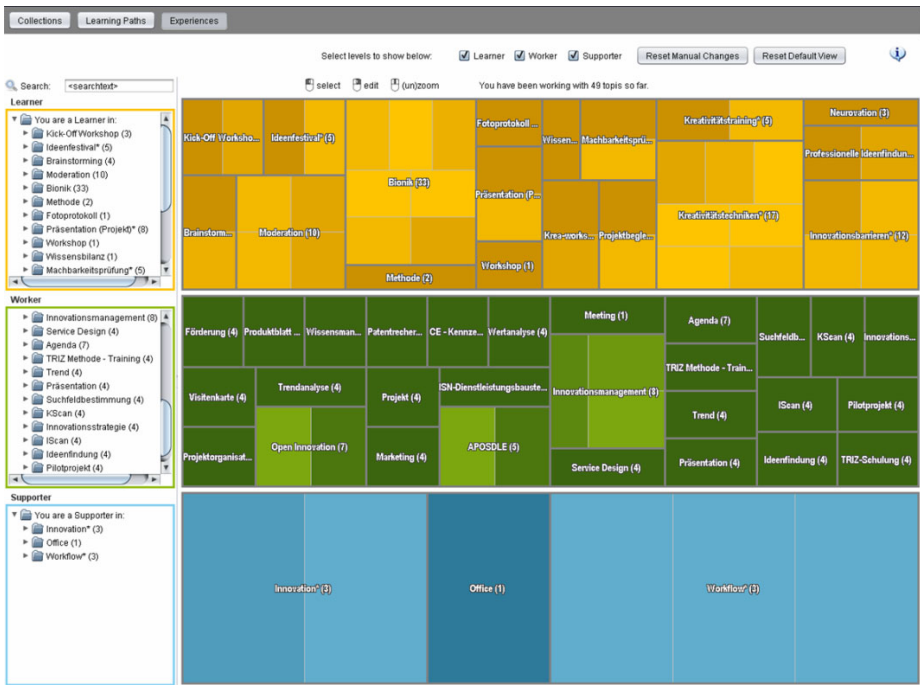 Collections Learning Paths Experiences
Select levels to show below: Learner Worker Supporter Reset Manual Changes Reset Default View
Search: <searchtext> select edit (un)zoom You have been working with 49 topis so far.
Learner
You are a Learner in:
Kick-Off Workshop (3)
Ideenfestival* (5)
Brainstorming (4)
Moderation (10)
Bionik (33)
Methode (2)
Fotoprotokoll (1)
Präsentation (Projekt)* (8)
Workshop (1)
Wissensbilanz (1)
Machbarkeitsprüfung* (5)
Kick-Off Worksho...
Ideenfestival* (5)
Brainstorm...
Moderation (10)
Bionik (33)
Methode (2)
Fotoprotokoll ...
Präsentation (P...
Workshop (1)
Wissen...
Machbarkeitsprü...
Krea-works...
Projektbegle...
Kreativitätstraining* (5)
Kreativitätstechniken* (17)
Neurovation (3)
Professionelle Ideenfindun...
Innovationsbarrieren* (12)
Worker
Innovationsmanagement (8)
Service Design (4)
Agenda (7)
TRIZ Methode - Training (4)
Trend (4)
Präsentation (4)
Suchfeldbestimmung (4)
KScan (4)
Innovationsstrategie (4)
IScan (4)
Ideenfindung (4)
Pilotprojekt (4)
Förderung (4)
Produktblatt ...
Wissensman...
Patentrecher...
CE - Kennze...
Wertanalyse (4)
Visitenkarte (4)
Trendanalyse (4)
Projekt (4)
ISN-Dienstleistungsbauste...
Projektorganisat...
Open Innovation (7)
Marketing (4)
APOSDLE (5)
Meeting (1)
Innovationsmanagement (8)
Service Design (4)
Agenda (7)
TRIZ Methode - Train...
Trend (4)
Präsentation (4)
Suchfeldb...
KScan (4)
Innovations...
IScan (4)
Pilotprojekt (4)
Ideenfindung (4)
TRIZ-Schulung (4)
Supporter
You are a Supporter in:
Innovation* (3)
Office (1)
Workflow* (3)
Innovation* (3)
Office (1)
Workflow* (3)